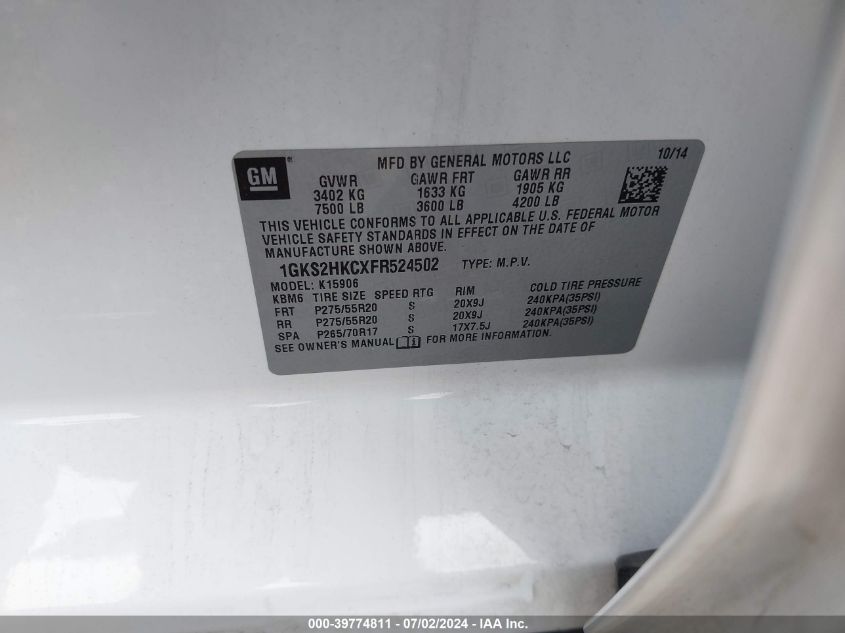 GM
MFD BY GENERAL MOTORS LLC
10/14
GVWR GAWR FRT GAWR RR
3402 KG 1633 KG 1905 KG
7500 LB 3600 LB 4200 LB
THIS VEHICLE CONFORMS TO ALL APPLICABLE U.S. FEDERAL MOTOR
VEHICLE SAFETY STANDARDS IN EFFECT ON THE DATE OF
MANUFACTURE SHOWN ABOVE.
1GKS2HKCXFR524502 TYPE: M.P.V.
MODEL: K15906
KBM6 TIRE SIZE SPEED RTG RIM COLD TIRE PRESSURE
FRT P275/55R20 S 20X9J 240KPA(35PSI)
RR P275/55R20 S 20X9J 240KPA(35PSI)
SPA P265/70R17 S 17X7.5J 240KPA(35PSI)
SEE OWNER'S MANUAL FOR MORE INFORMATION.
000-39774811 - 07/02/2024 - IAA Inc.